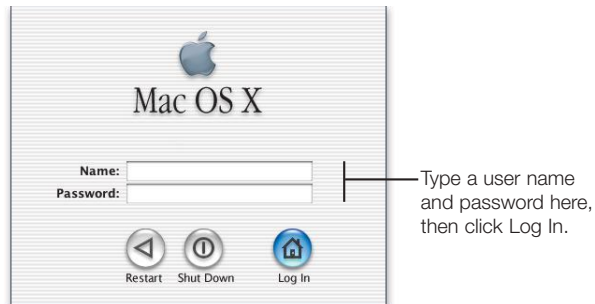 Mac OS X
Name:
Password:
Type a user name
and password here,
then click Log In.
Restart Shut Down Log In